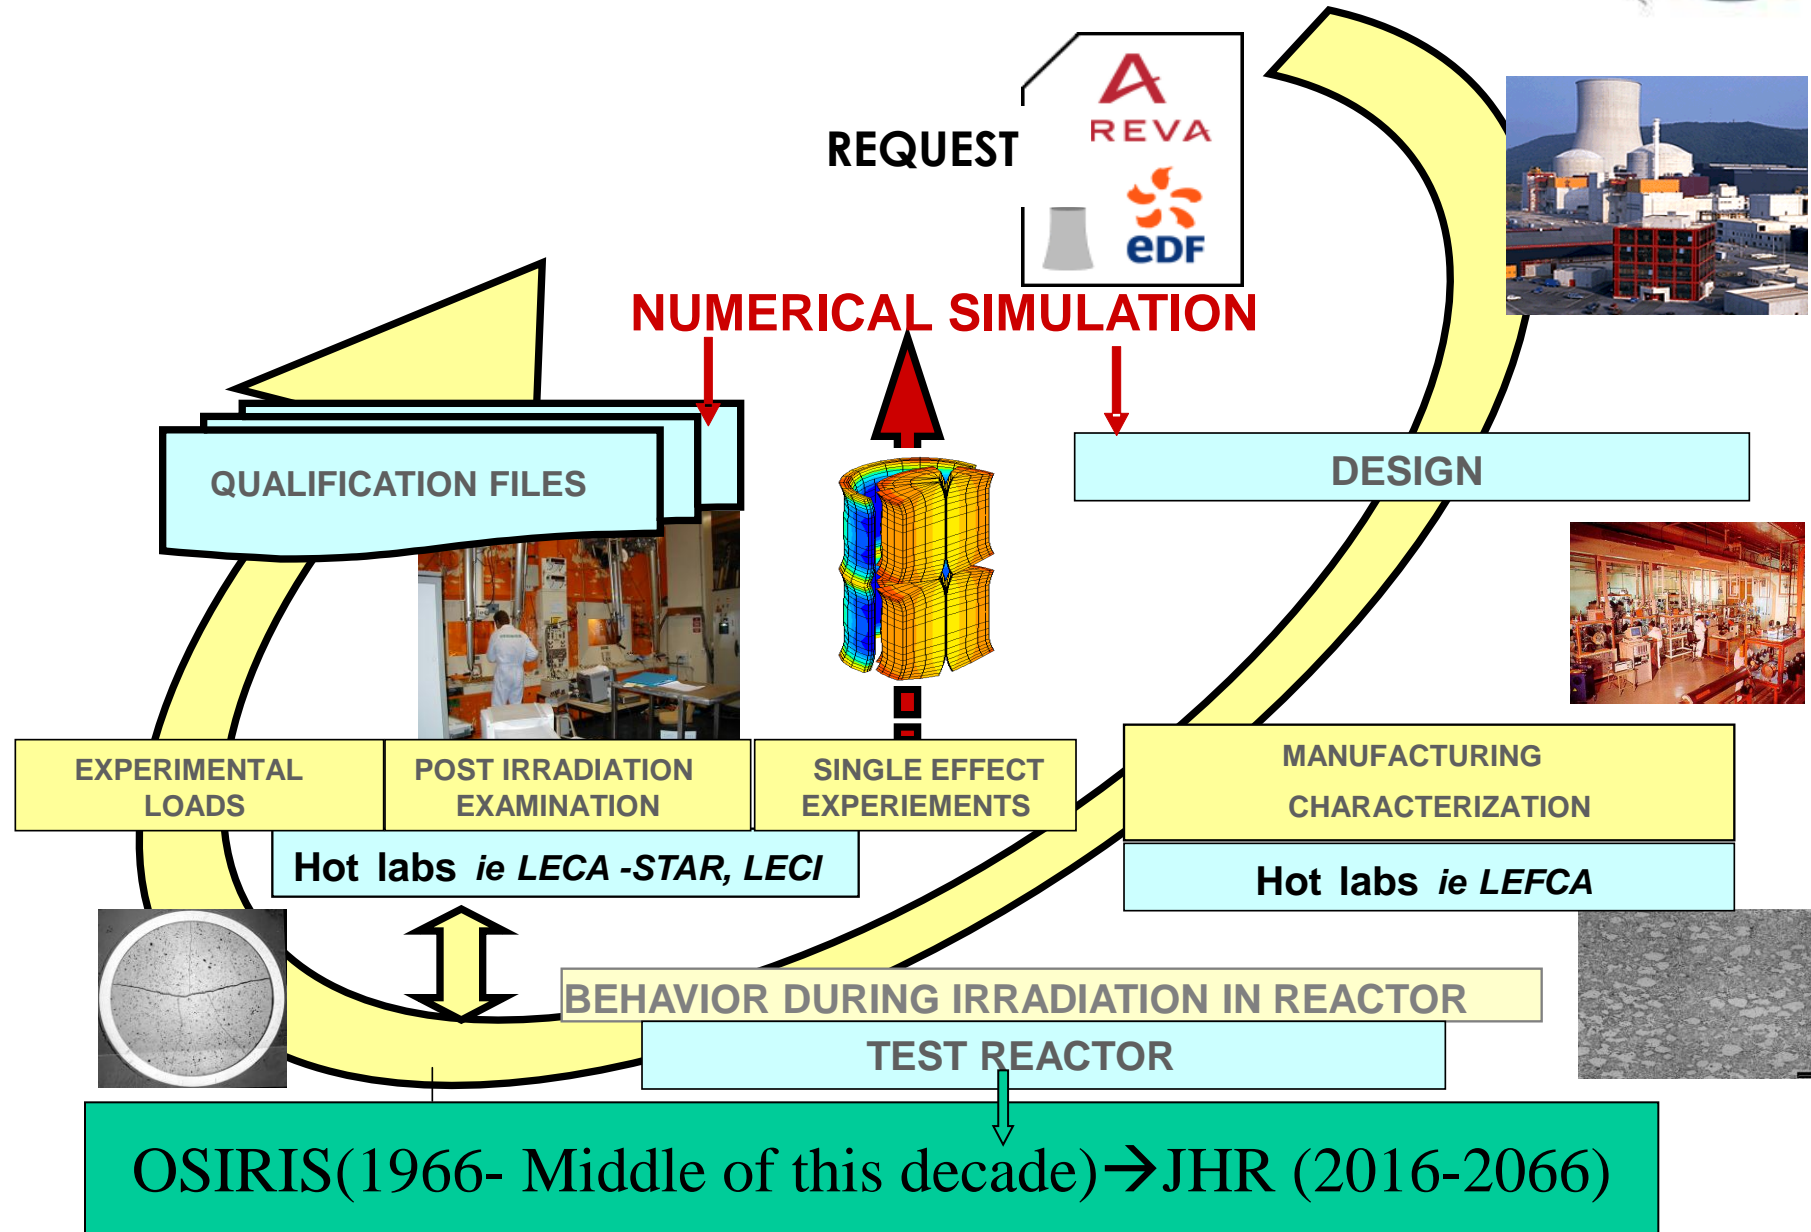 A
REVA
REQUEST
eDF
NUMERICAL SIMULATION
DESIGN
QUALIFICATION FILES
EXPERIMENTAL
LOADS
POST IRRADIATION
EXAMINATION
SINGLE EFFECT
EXPERIEMENTS
MANUFACTURING
CHARACTERIZATION
Hot labs ie LECA -STAR, LECI
Hot labs ie LEFCA
BEHAVIOR DURING IRRADIATION IN REACTOR
TEST REACTOR
OSIRIS(1966- Middle of this decade)→JHR (2016-2066)